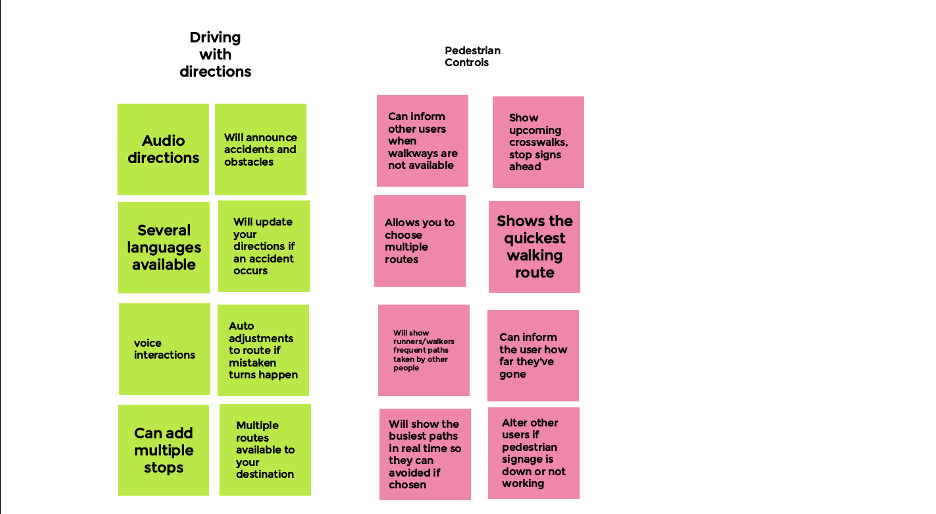 Driving
with
directions
Pedestrian
Controls
Audio
directions
Will announce
accidents and
obstacles
Can inform
other users
when
walkways are
not available
Show
upcoming
crosswalks,
stop signs
ahead
Several
languages
available
Will update
your
directions if
an accident
occurs
Allows you to
choose
multiple
routes
Shows the
quickest
walking
route
voice
interactions
Auto
adjustments
to route if
mistaken
turns happen
Will show
runners/walkers
frequent paths
taken by other
people
Can inform
the user how
far they've
gone
Can add
multiple
stops
Multiple
routes
available to
your
destination
Will show the
busiest paths
in real time so
they can
avoided if
chosen
Alter other
users if
pedestrian
signage is
down or not
working